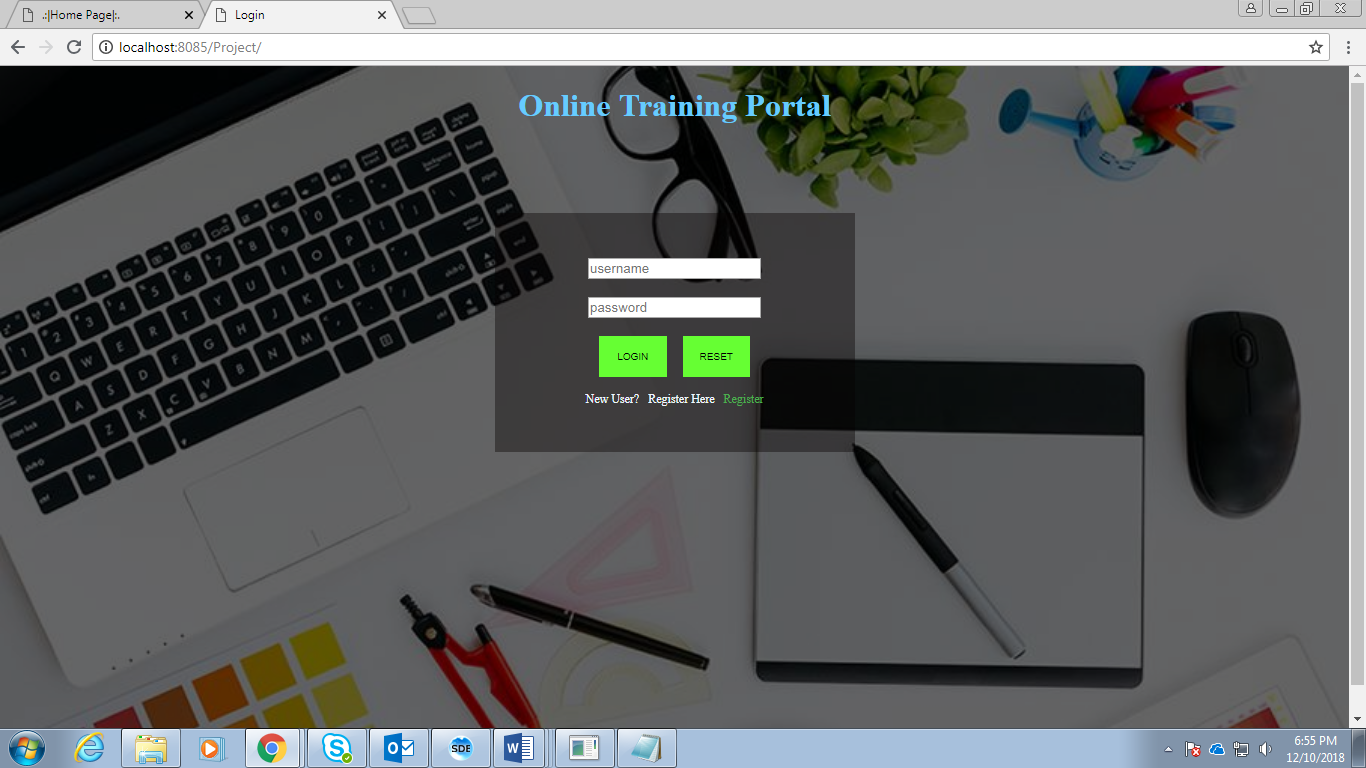 .:|Home Page|:.
Login
localhost:8085/Project/
Online Training Portal
username
password
LOGIN
RESET
New User? Register Here Register
SDE
6:55 PM
12/10/2018